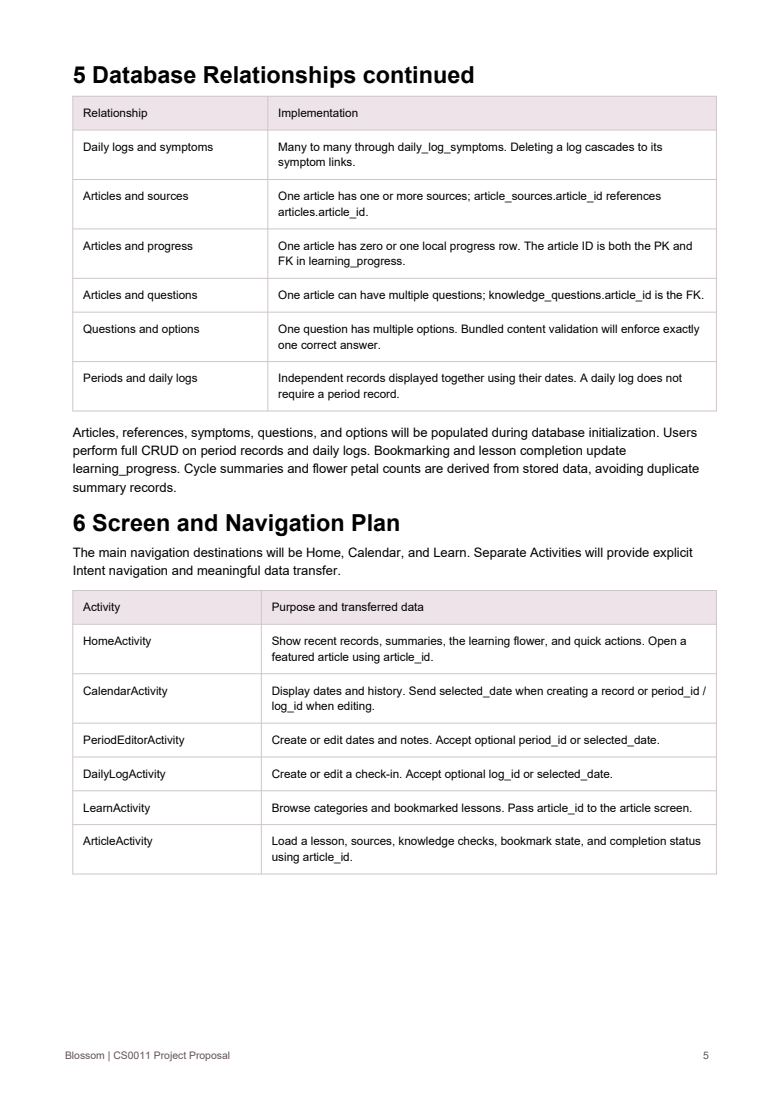 5 Database Relationships continued
Relationship Implementation
Daily logs and symptoms Many to many through daily_log_symptoms. Deleting a log cascades to its
symptom links.
Articles and sources One article has one or more sources; article_sources.article_id references
articles.article_id.
Articles and progress One article has zero or one local progress row. The article ID is both the PK and
FK in learning_progress.
Articles and questions One article can have multiple questions; knowledge_questions.article_id is the FK.
Questions and options One question has multiple options. Bundled content validation will enforce exactly
one correct answer.
Periods and daily logs Independent records displayed together using their dates. A daily log does not
require a period record.
Articles, references, symptoms, questions, and options will be populated during database initialization. Users
perform full CRUD on period records and daily logs. Bookmarking and lesson completion update
learning_progress. Cycle summaries and flower petal counts are derived from stored data, avoiding duplicate
summary records.
6 Screen and Navigation Plan
The main navigation destinations will be Home, Calendar, and Learn. Separate Activities will provide explicit
Intent navigation and meaningful data transfer.
Activity Purpose and transferred data
HomeActivity Show recent records, summaries, the learning flower, and quick actions. Open a
featured article using article_id.
CalendarActivity Display dates and history. Send selected_date when creating a record or period_id /
log_id when editing.
PeriodEditorActivity Create or edit dates and notes. Accept optional period_id or selected_date.
DailyLogActivity Create or edit a check-in. Accept optional log_id or selected_date.
LearnActivity Browse categories and bookmarked lessons. Pass article_id to the article screen.
ArticleActivity Load a lesson, sources, knowledge checks, bookmark state, and completion status
using article_id.
Blossom | CS0011 Project Proposal 5